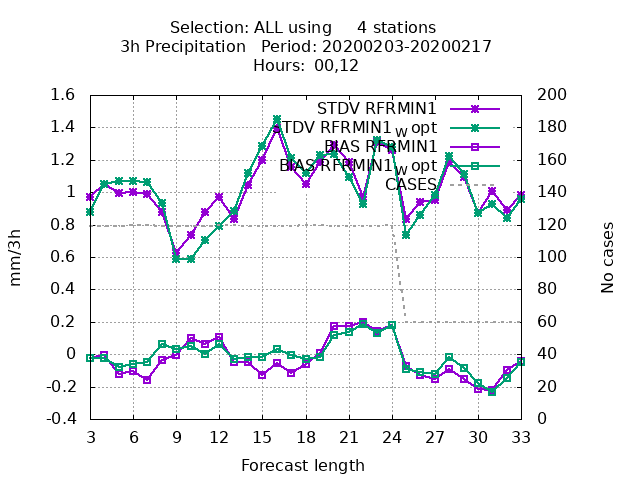 Selection: ALL using 4 stations
3h Precipitation Period: 20200203-20200217
Hours: 00,12
STDV RFRMIN1
STDV RFRMIN1 w opt
BIAS RFRMIN1
BIAS RFRMIN1 w opt
CASES
1.6
1.4
1.2
1
0.8
0.6
0.4
0.2
0
-0.2
-0.4
mm/3h
200
180
160
140
120
100
80
60
40
20
0
No cases
3 6 9 12 15 18 21 24 27 30 33
Forecast length